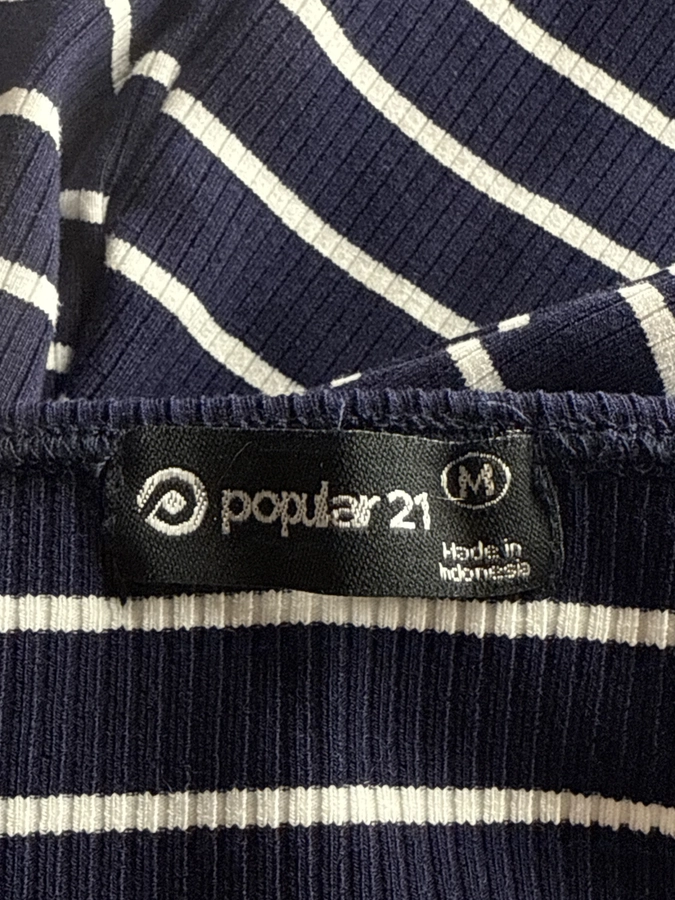 popular 21
M
Made in
Indonesia